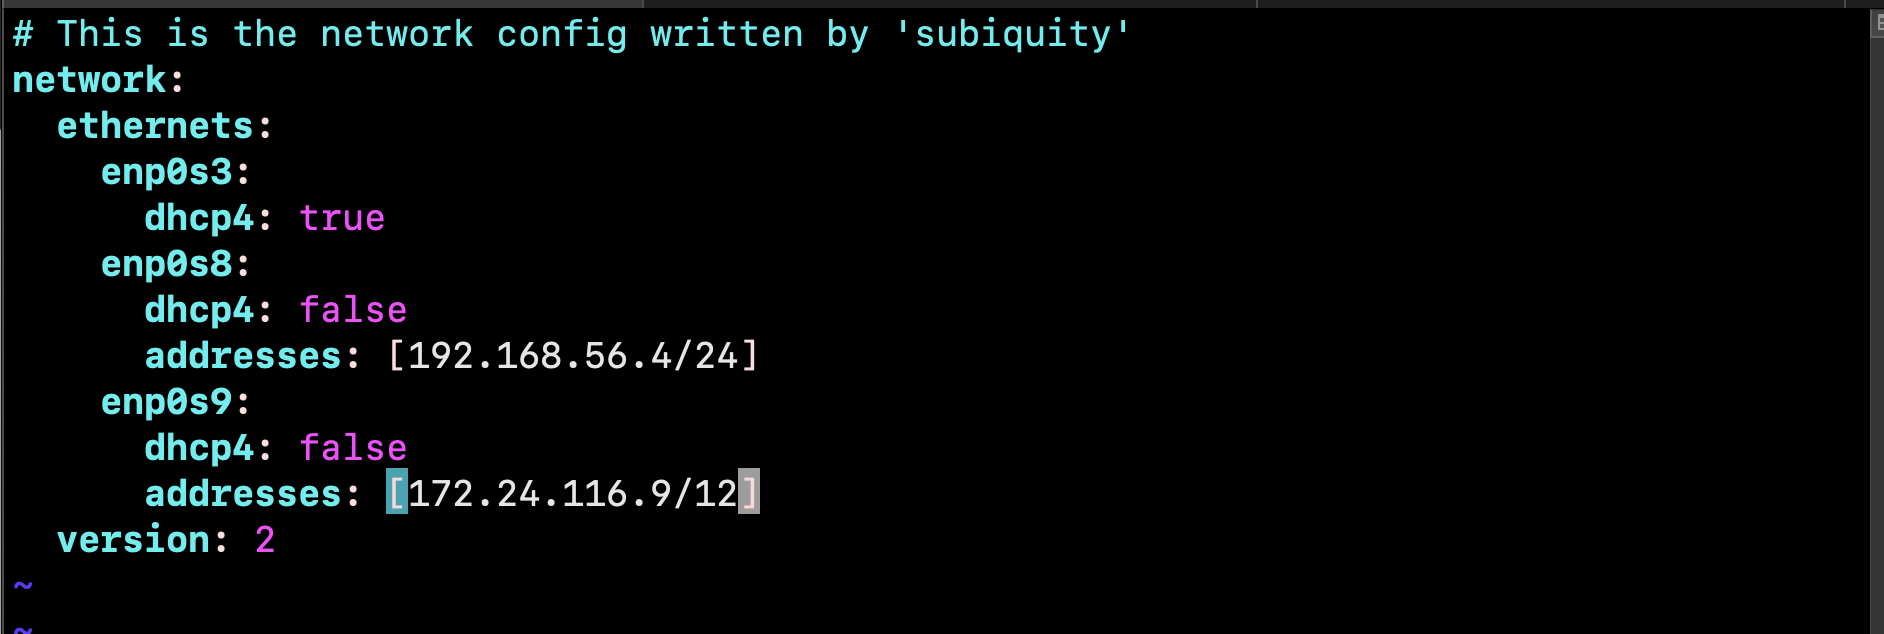 # This is the network config written by 'subiquity'
network:
  ethernets:
    enp0s3:
      dhcp4: true
    enp0s8:
      dhcp4: false
      addresses: [192.168.56.4/24]
    enp0s9:
      dhcp4: false
      addresses: [172.24.116.9/12]
  version: 2
~
~